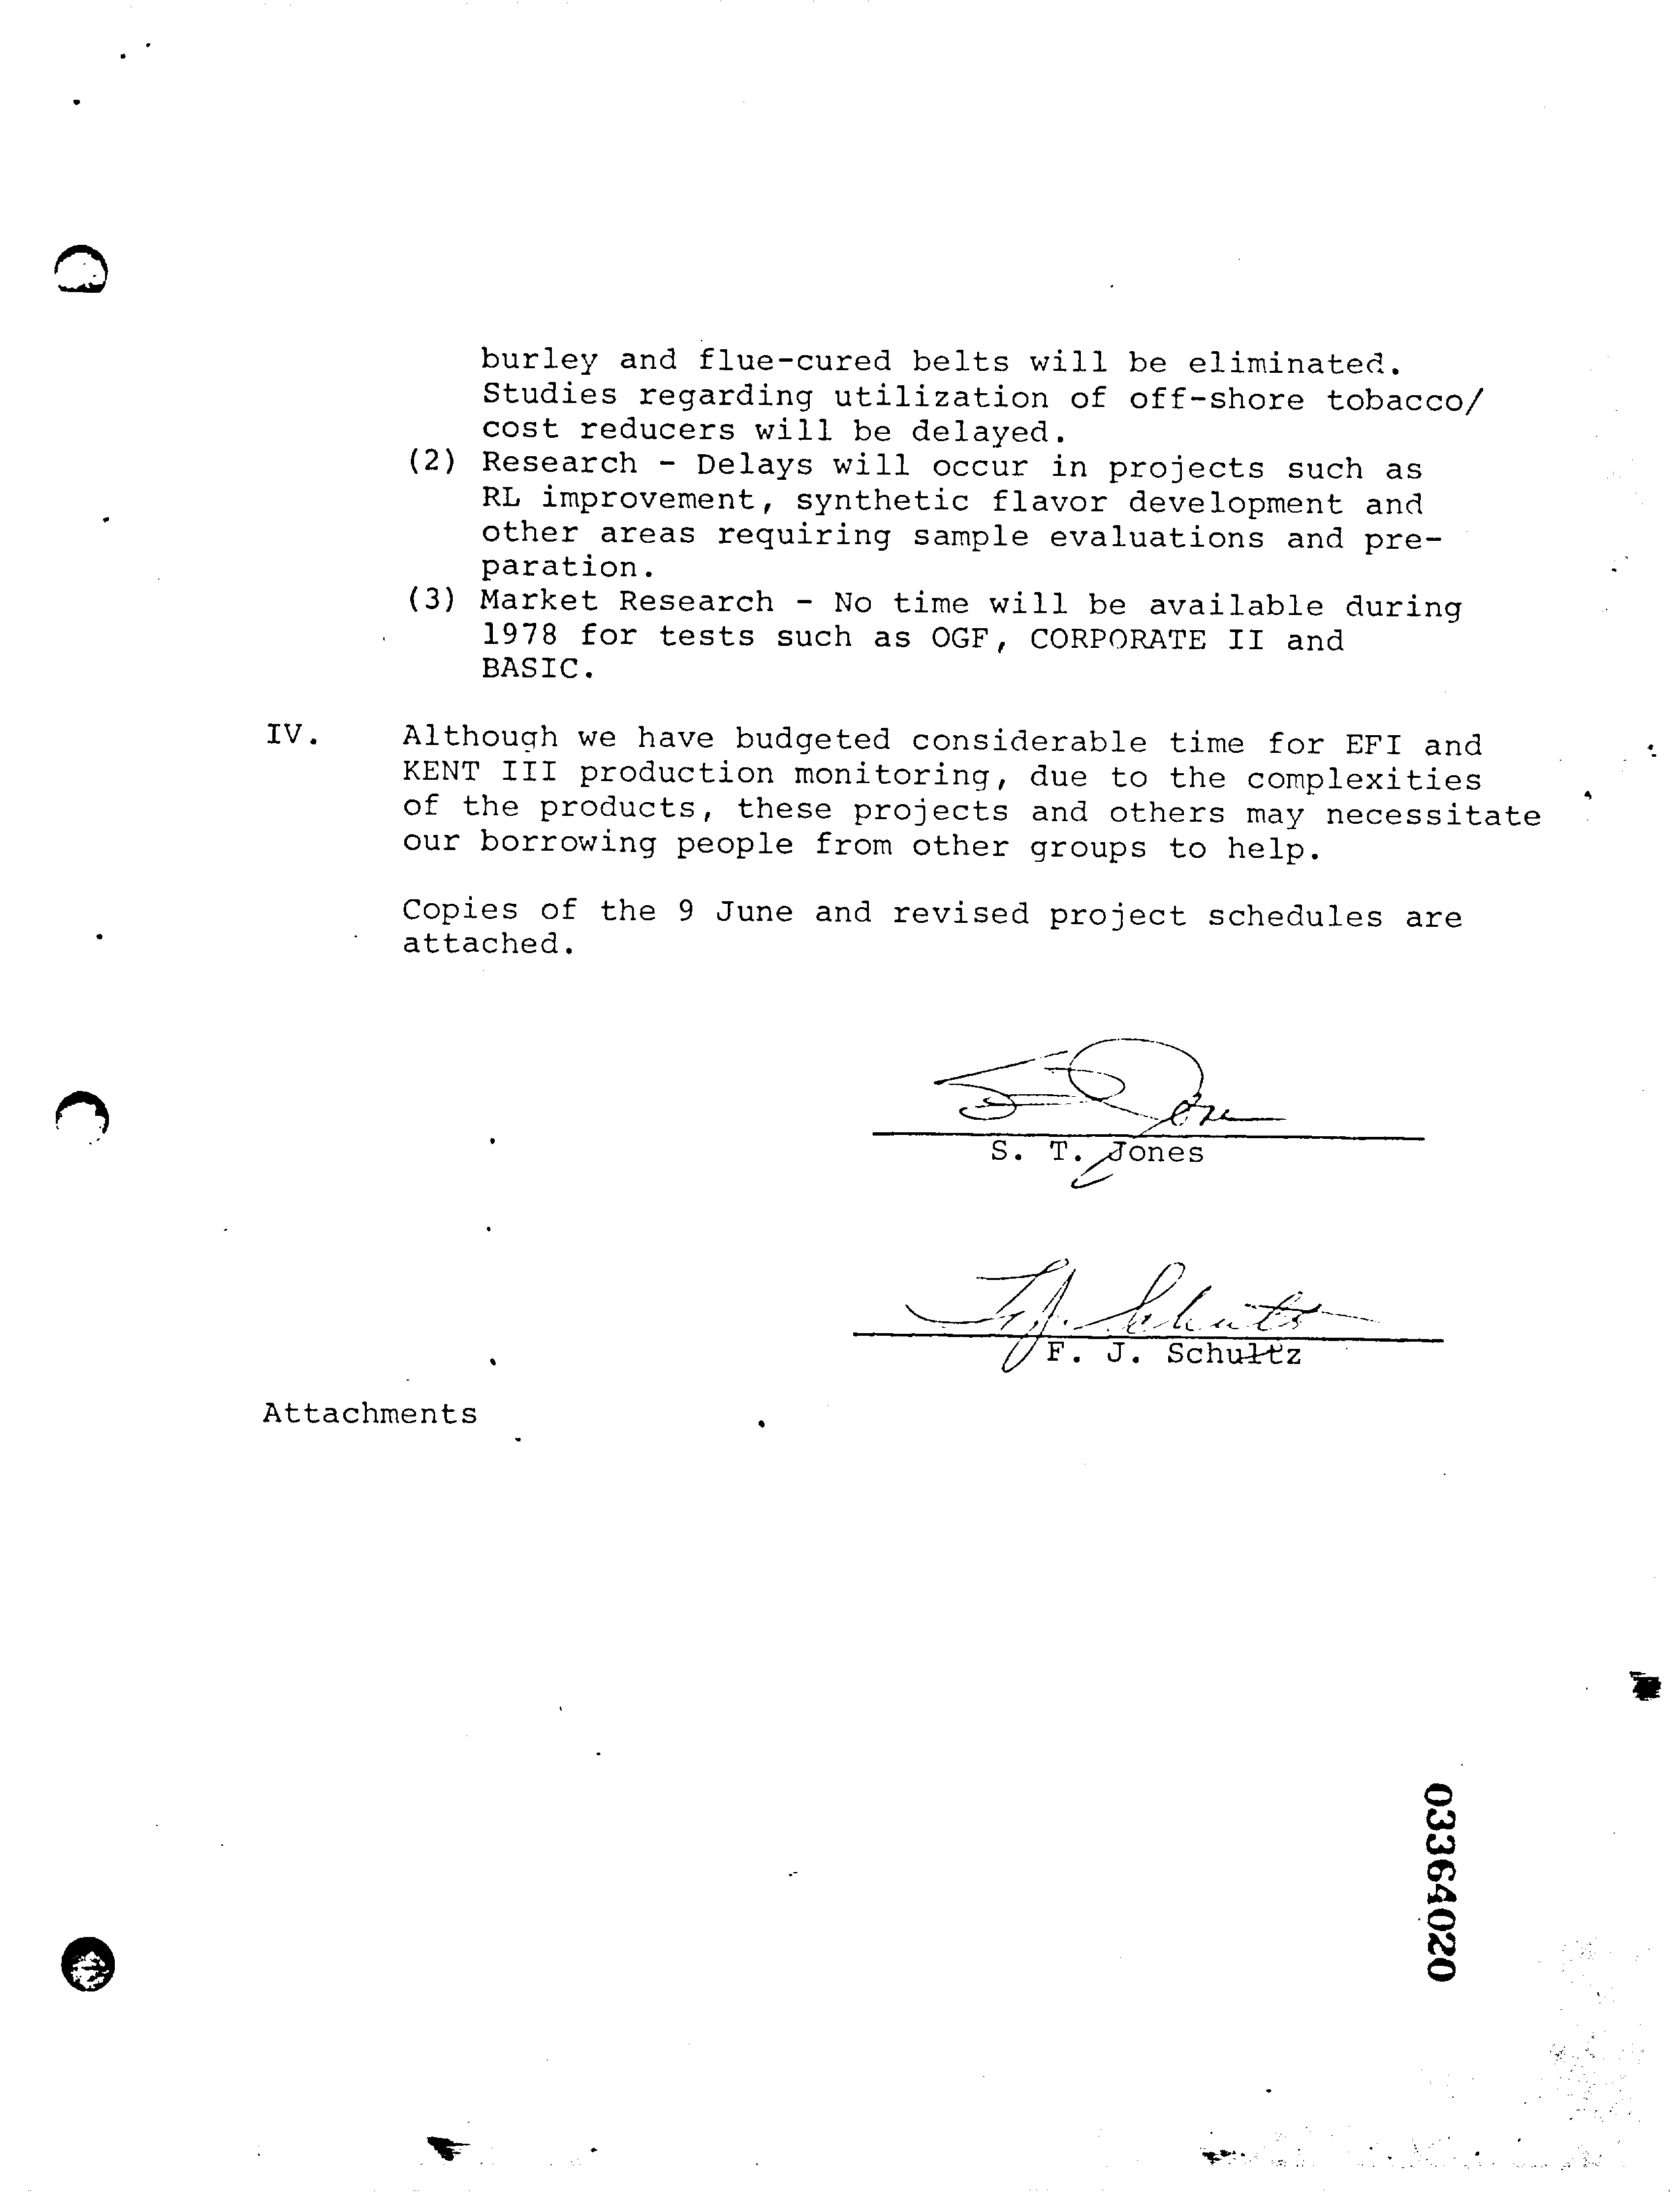 burley and flue-cured belts will be eliminated.
Studies regarding utilization of off-shore tobacco/
cost reducers will be delayed.
(2) Research - Delays will occur in projects such as
RL improvement, synthetic flavor development and
other areas requiring sample evaluations and pre-
paration.
(3) Market Research - No time will be available during
1978 for tests such as OGF, CORPORATE II and
BASIC.
IV. Although we have budgeted considerable time for EFI and
KENT III production monitoring, due to the complexities
of the products, these projects and others may necessitate
our borrowing people from other groups to help.
Copies of the 9 June and revised project schedules are
attached.
S. T. Jones
F. J. Schultz
F. J. Schultz
Attachments
03364020